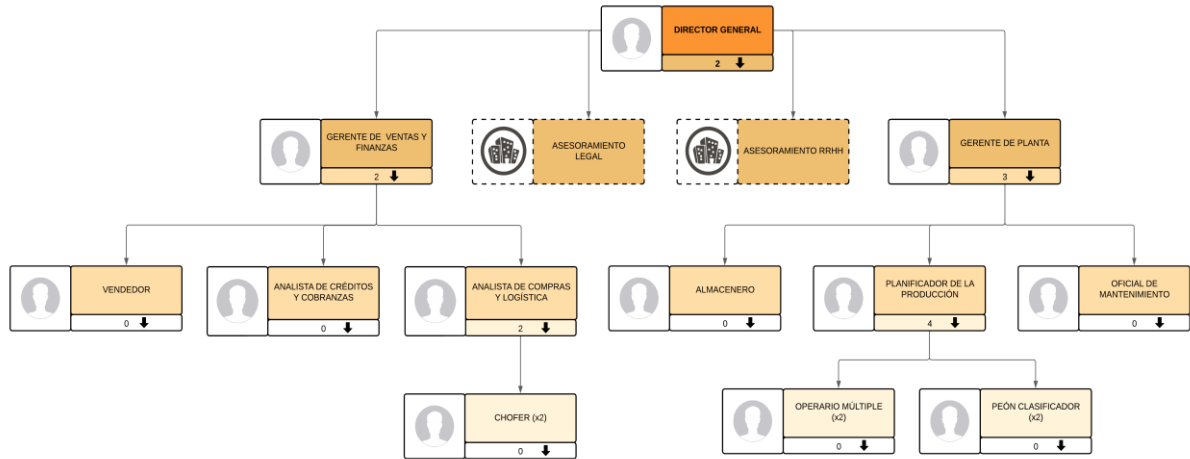 DIRECTOR GENERAL
2
GERENTE DE VENTAS Y
FINANZAS
2
ASESORAMIENTO
LEGAL
ASESORAMIENTO RRHH
GERENTE DE PLANTA
3
VENDEDOR
0
ANALISTA DE CRÉDITOS
Y COBRANZAS
0
ANALISTA DE COMPRAS
Y LOGÍSTICA
2
ALMACENERO
0
PLANIFICADOR DE LA
PRODUCCIÓN
4
OFICIAL DE
MANTENIMIENTO
0
CHOFER (x2)
0
OPERARIO MÚLTIPLE
(x2)
0
PEÓN CLASIFICADOR
(x2)
0